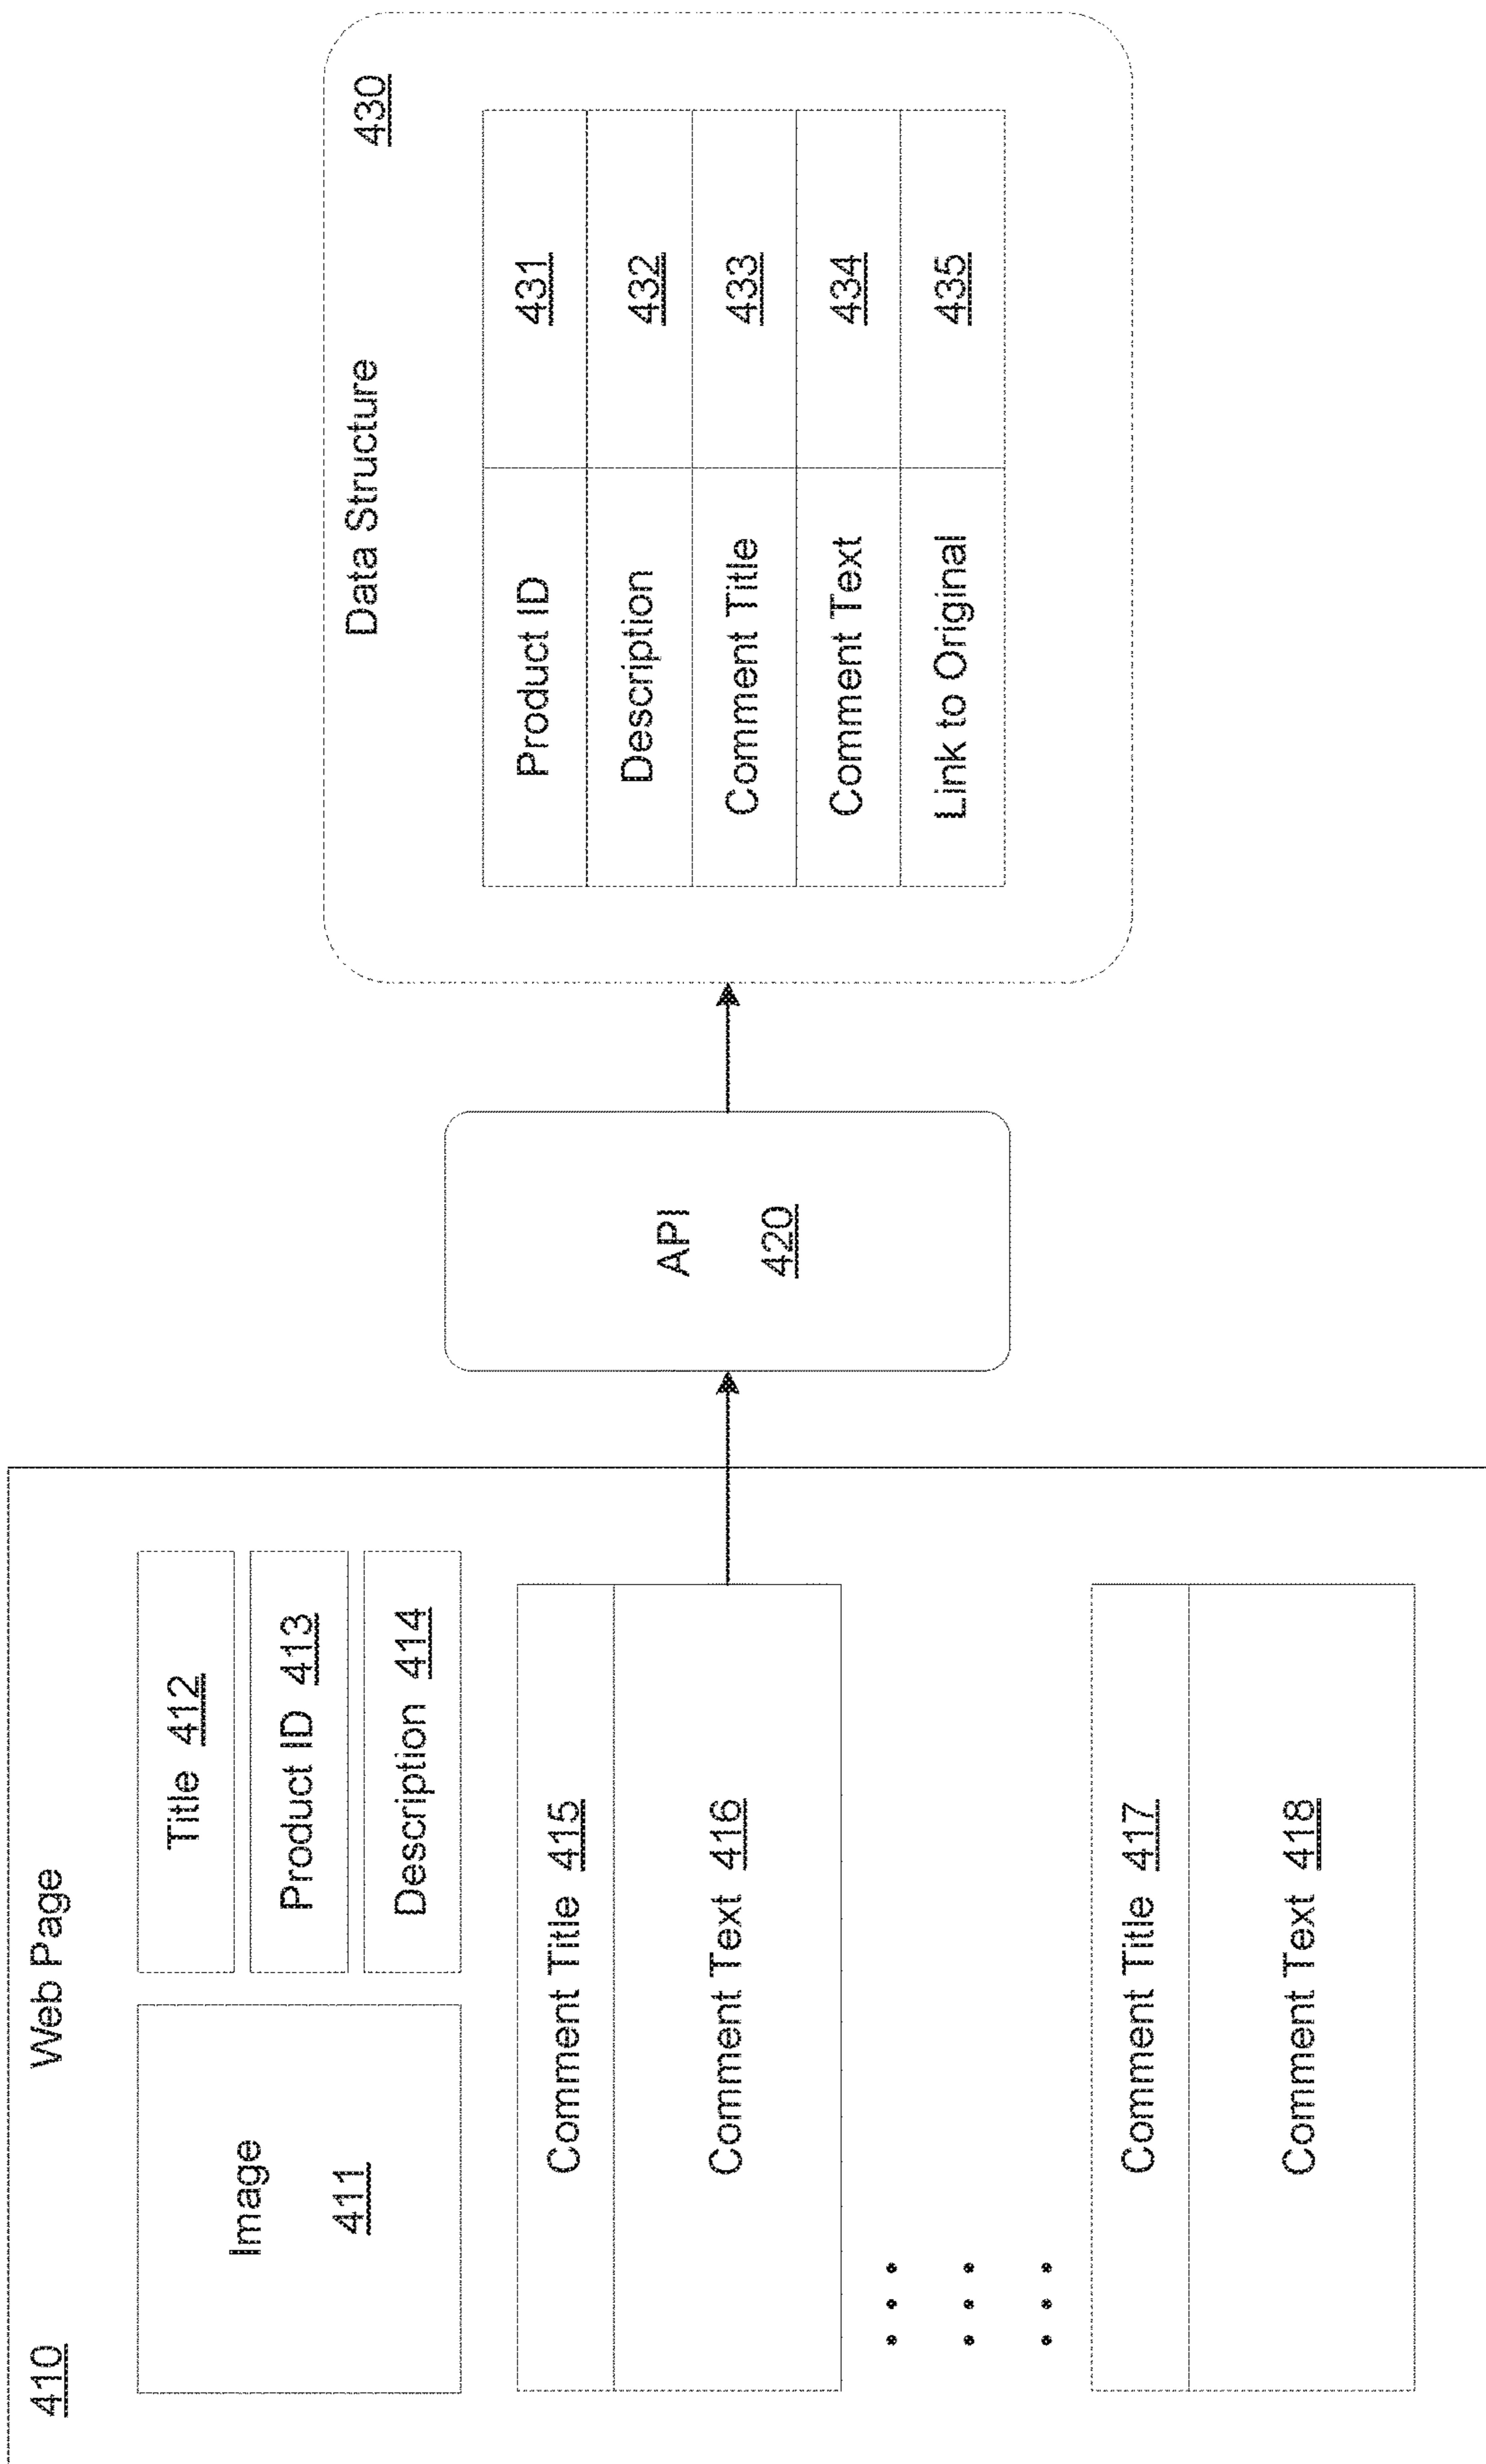 410
Web Page
Image
411
Title 412
Product ID 413
Description 414
Comment Title 415
Comment Text 416
Comment Title 417
Comment Text 418
API
420
Data Structure
430
Product ID 431
Description 432
Comment Title 433
Comment Text 434
Link to Original 435